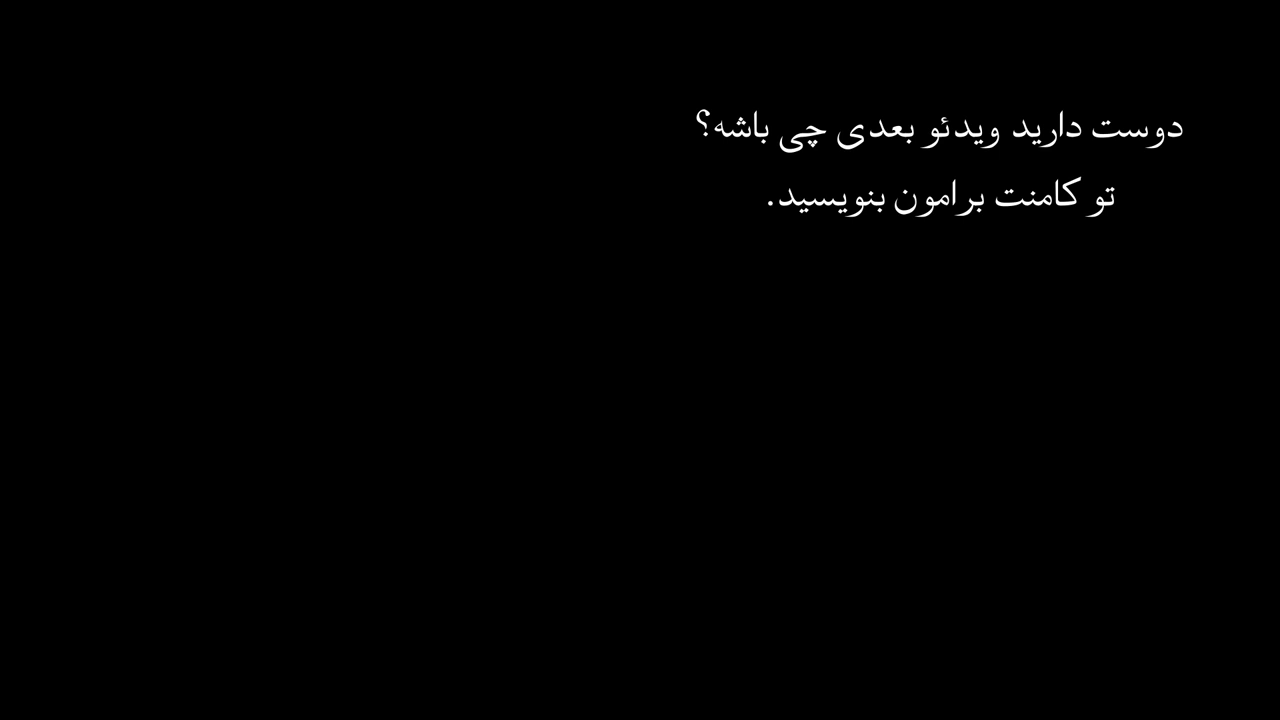 دوست دارید ویدئو بعدی چی باشه؟
تو کامنت برامون بنویسید.